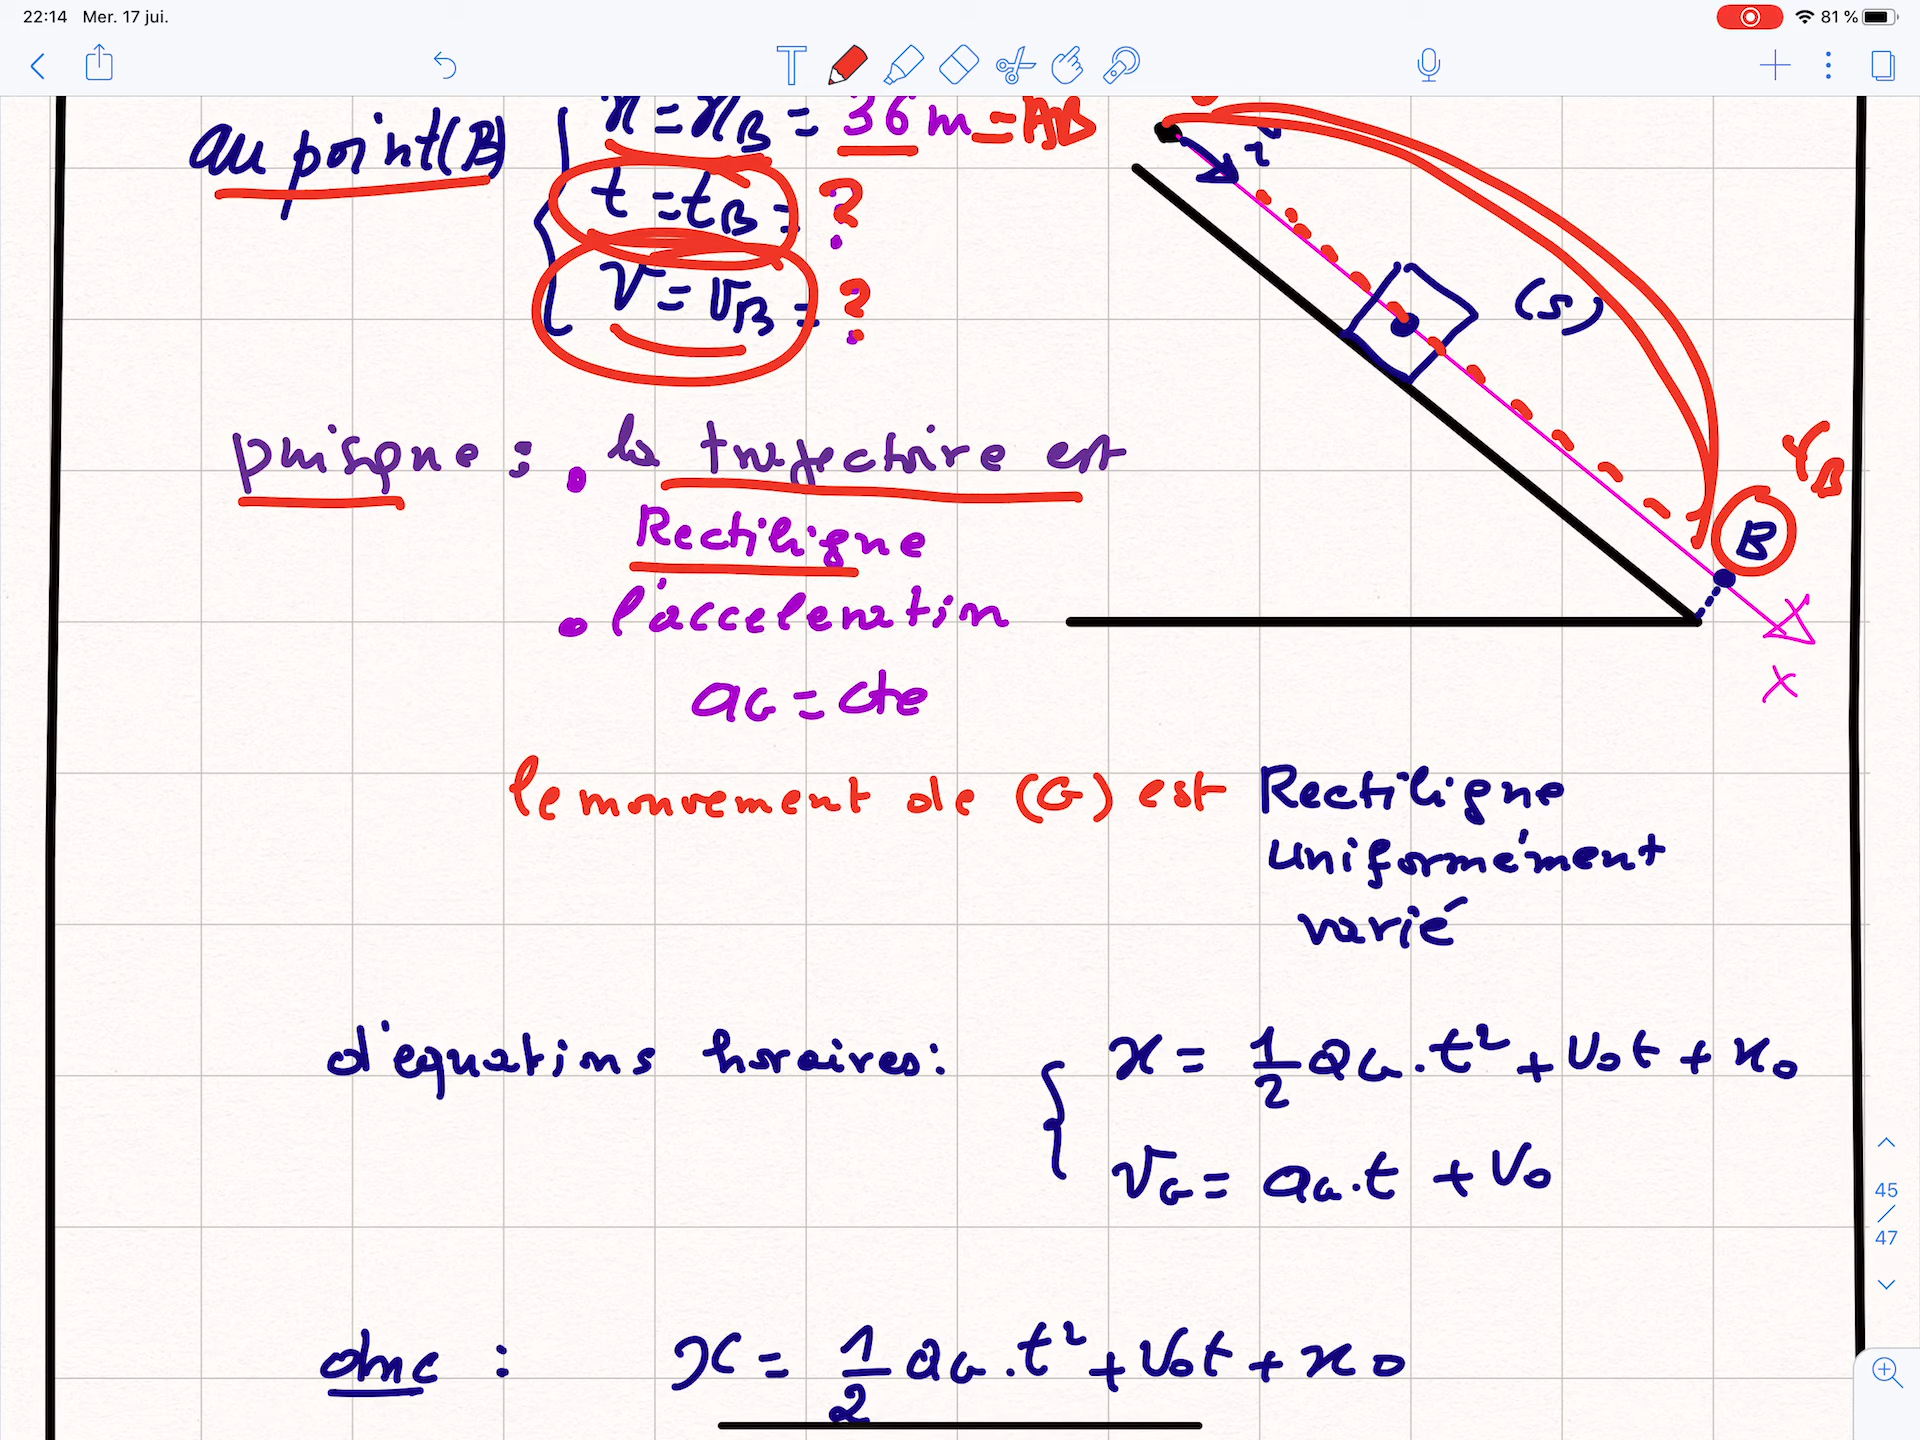 22:14 Mer. 17 jui.
81 %
au point(B)
x = xB = 36 m = AB
t = tB = ?
v = vB = ?
i
(S)
xB
B
x
puisque : • la trajectoire est
Rectiligne
• l'acceleration
aG = cte
le mouvement de (G) est Rectiligne
uniformément
varié
d'equations horaires :
x = 1/2 aG . t² + v0t + x0
vG = aG . t + v0
45
/
47
donc : x = 1/2 aG . t² + v0t + x0